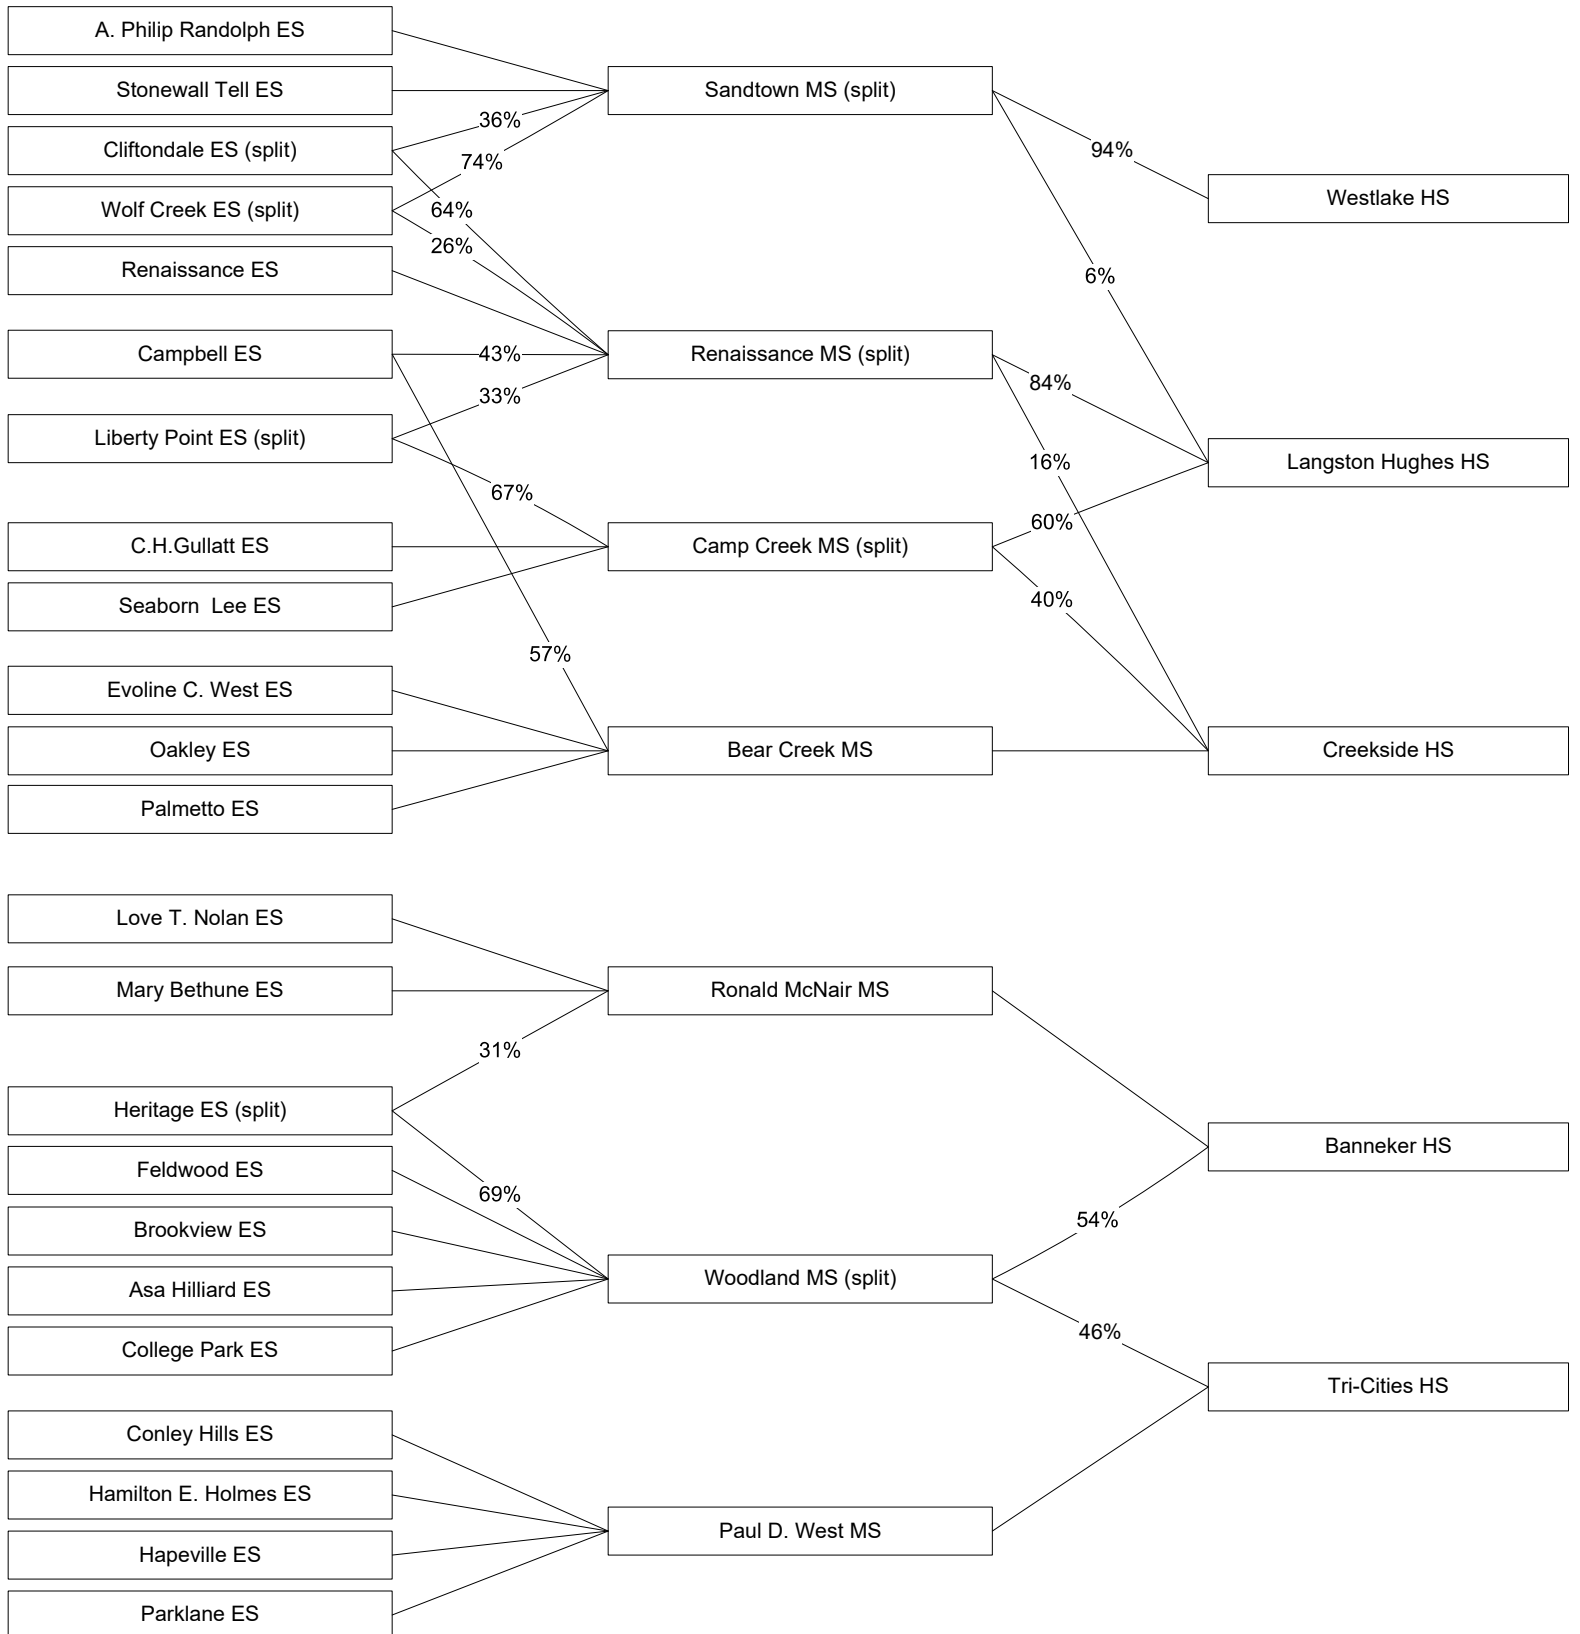 A. Philip Randolph ES
Stonewall Tell ES
Sandtown MS (split)
36%
Cliftondale ES (split)
94%
74%
Wolf Creek ES (split)
64%
Westlake HS
26%
Renaissance ES
6%
Campbell ES
43%
Renaissance MS (split)
84%
33%
Liberty Point ES (split)
16%
Langston Hughes HS
67%
60%
C.H.Gullatt ES
Camp Creek MS (split)
40%
Seaborn  Lee ES
57%
Evoline C. West ES
Oakley ES
Bear Creek MS
Creekside HS
Palmetto ES
Love T. Nolan ES
Mary Bethune ES
Ronald McNair MS
31%
Heritage ES (split)
Banneker HS
Feldwood ES
69%
54%
Brookview ES
Woodland MS (split)
Asa Hilliard ES
46%
College Park ES
Tri-Cities HS
Conley Hills ES
Hamilton E. Holmes ES
Paul D. West MS
Hapeville ES
Parklane ES